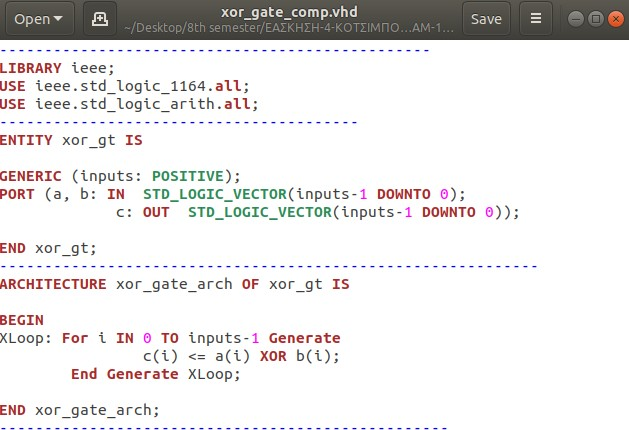 xor_gate_comp.vhd
Open
~/Desktop/8th semester/ΕΑΣΚΗΣΗ-4-ΚΟΤΣΙΜΠΟ...ΑΜ-1...
Save
------------------------------------------------
LIBRARY ieee;
USE ieee.std_logic_1164.all;
USE ieee.std_logic_arith.all;
----------------------------------------
ENTITY xor_gt IS
GENERIC (inputs: POSITIVE);
PORT (a, b: IN  STD_LOGIC_VECTOR(inputs-1 DOWNTO 0);
             c: OUT  STD_LOGIC_VECTOR(inputs-1 DOWNTO 0));
END xor_gt;
------------------------------------------------------------
ARCHITECTURE xor_gate_arch OF xor_gt IS
BEGIN
XLoop: For i IN 0 TO inputs-1 Generate
                c(i) <= a(i) XOR b(i);
        End Generate XLoop;
END xor_gate_arch;
--------------------------------------------------